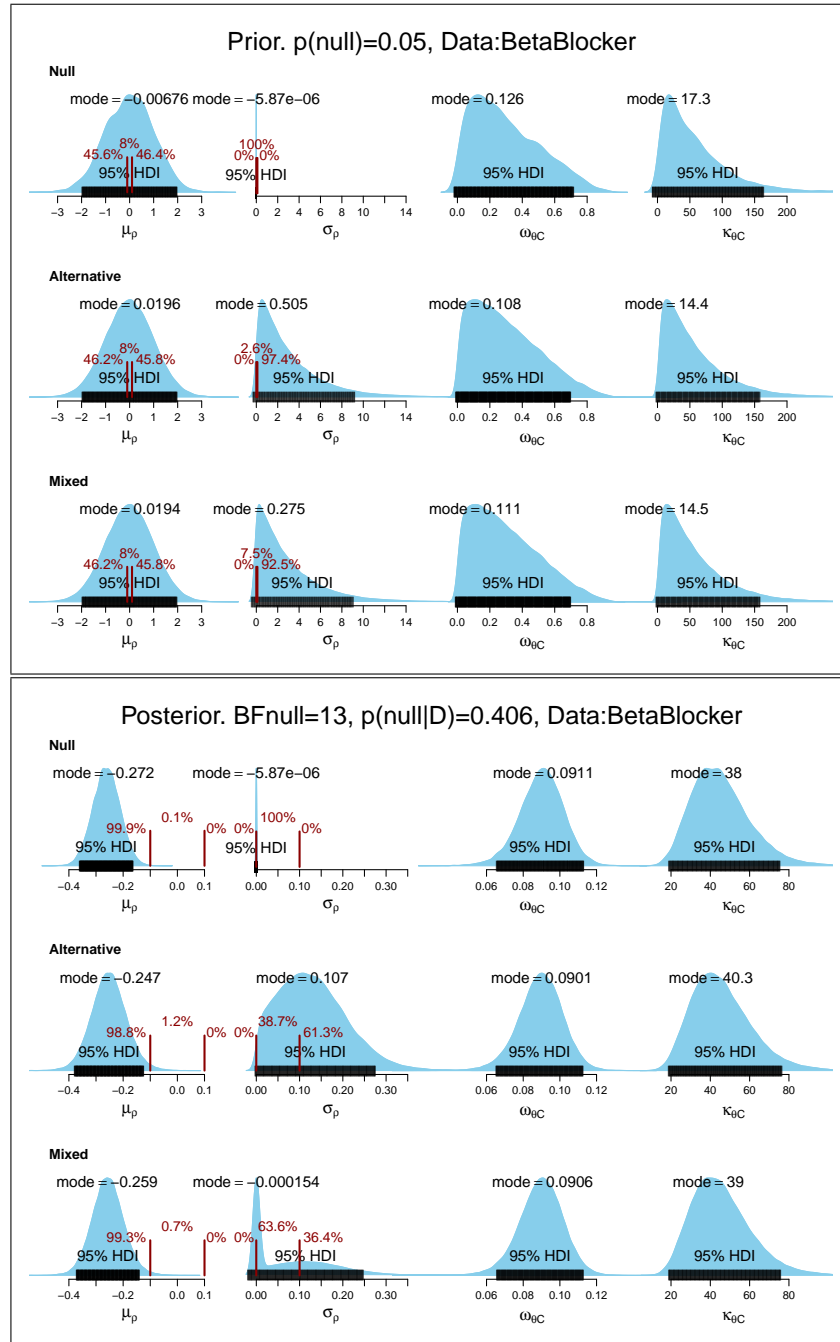 Prior. p(null)=0.05, Data:BetaBlocker
Null
mode = −0.00676 mode = −5.87e−06 mode = 0.126 mode = 17.3
8% 100%
45.6% 46.4% 0% 0%
95% HDI 95% HDI 95% HDI 95% HDI
−3 −2 −1 0 1 2 3 0 2 4 6 8 10 14 0.0 0.2 0.4 0.6 0.8 0 50 100 150 200
μρ σρ ωθC κθC
Alternative
mode = 0.0196 mode = 0.505 mode = 0.108 mode = 14.4
8% 2.6%
46.2% 45.8% 0% 97.4%
95% HDI 95% HDI 95% HDI 95% HDI
−3 −2 −1 0 1 2 3 0 2 4 6 8 10 14 0.0 0.2 0.4 0.6 0.8 0 50 100 150 200
μρ σρ ωθC κθC
Mixed
mode = 0.0194 mode = 0.275 mode = 0.111 mode = 14.5
8% 7.5%
46.2% 45.8% 0% 92.5%
95% HDI 95% HDI 95% HDI 95% HDI
−3 −2 −1 0 1 2 3 0 2 4 6 8 10 14 0.0 0.2 0.4 0.6 0.8 0 50 100 150 200
μρ σρ ωθC κθC
Posterior. BFnull=13, p(null|D)=0.406, Data:BetaBlocker
Null
mode = −0.272 mode = −5.87e−06 mode = 0.0911 mode = 38
0.1% 100%
99.9% 0% 0% 0%
95% HDI 95% HDI 95% HDI 95% HDI
−0.4 −0.3 −0.2 −0.1 0.0 0.1 0.00 0.10 0.20 0.30 0.06 0.08 0.10 0.12 20 40 60 80
μρ σρ ωθC κθC
Alternative
mode = −0.247 mode = 0.107 mode = 0.0901 mode = 40.3
1.2% 38.7%
98.8% 0% 0% 61.3%
95% HDI 95% HDI 95% HDI 95% HDI
−0.4 −0.3 −0.2 −0.1 0.0 0.1 0.00 0.10 0.20 0.30 0.06 0.08 0.10 0.12 20 40 60 80
μρ σρ ωθC κθC
Mixed
mode = −0.259 mode = −0.000154 mode = 0.0906 mode = 39
0.7% 63.6%
99.3% 0% 0% 36.4%
95% HDI 95% HDI 95% HDI 95% HDI
−0.4 −0.3 −0.2 −0.1 0.0 0.1 0.00 0.10 0.20 0.30 0.06 0.08 0.10 0.12 20 40 60 80
μρ σρ ωθC κθC